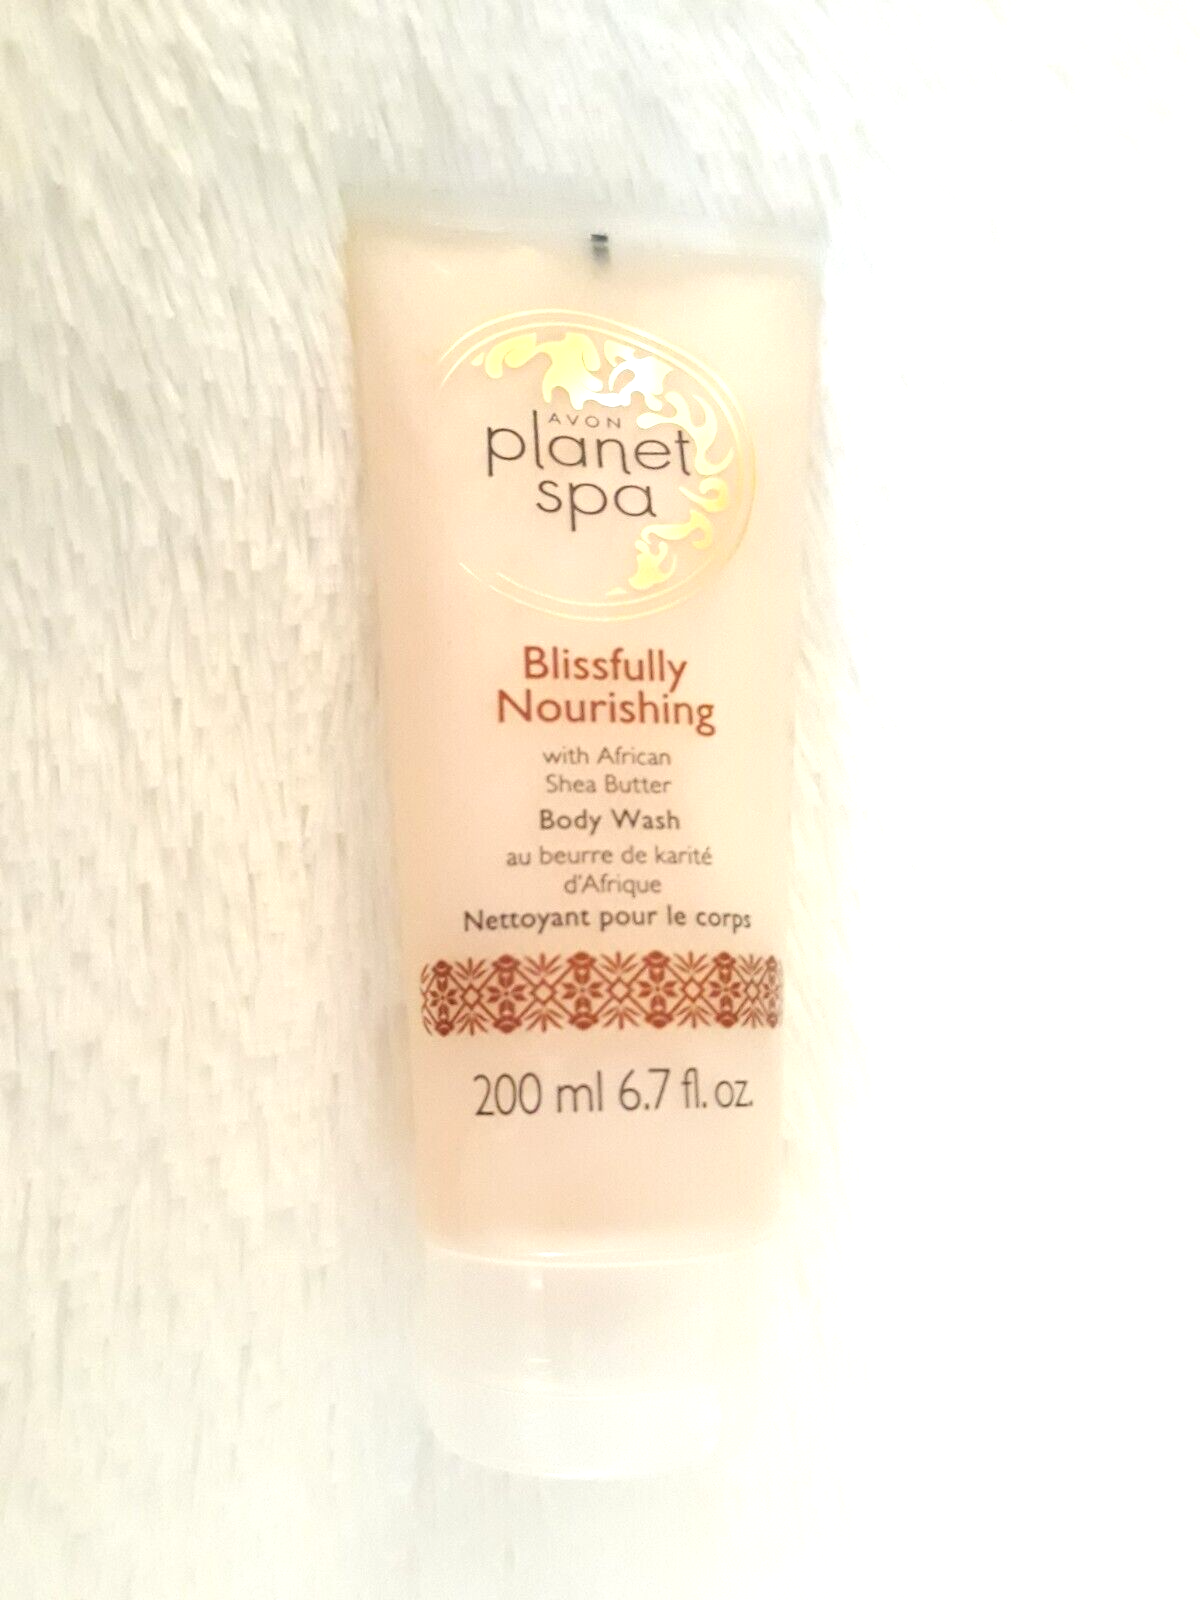 AVON
planet
spa
Blissfully
Nourishing
with African
Shea Butter
Body Wash
au beurre de karité
d'Afrique
Nettoyant pour le corps
200 ml 6.7 fl. oz.